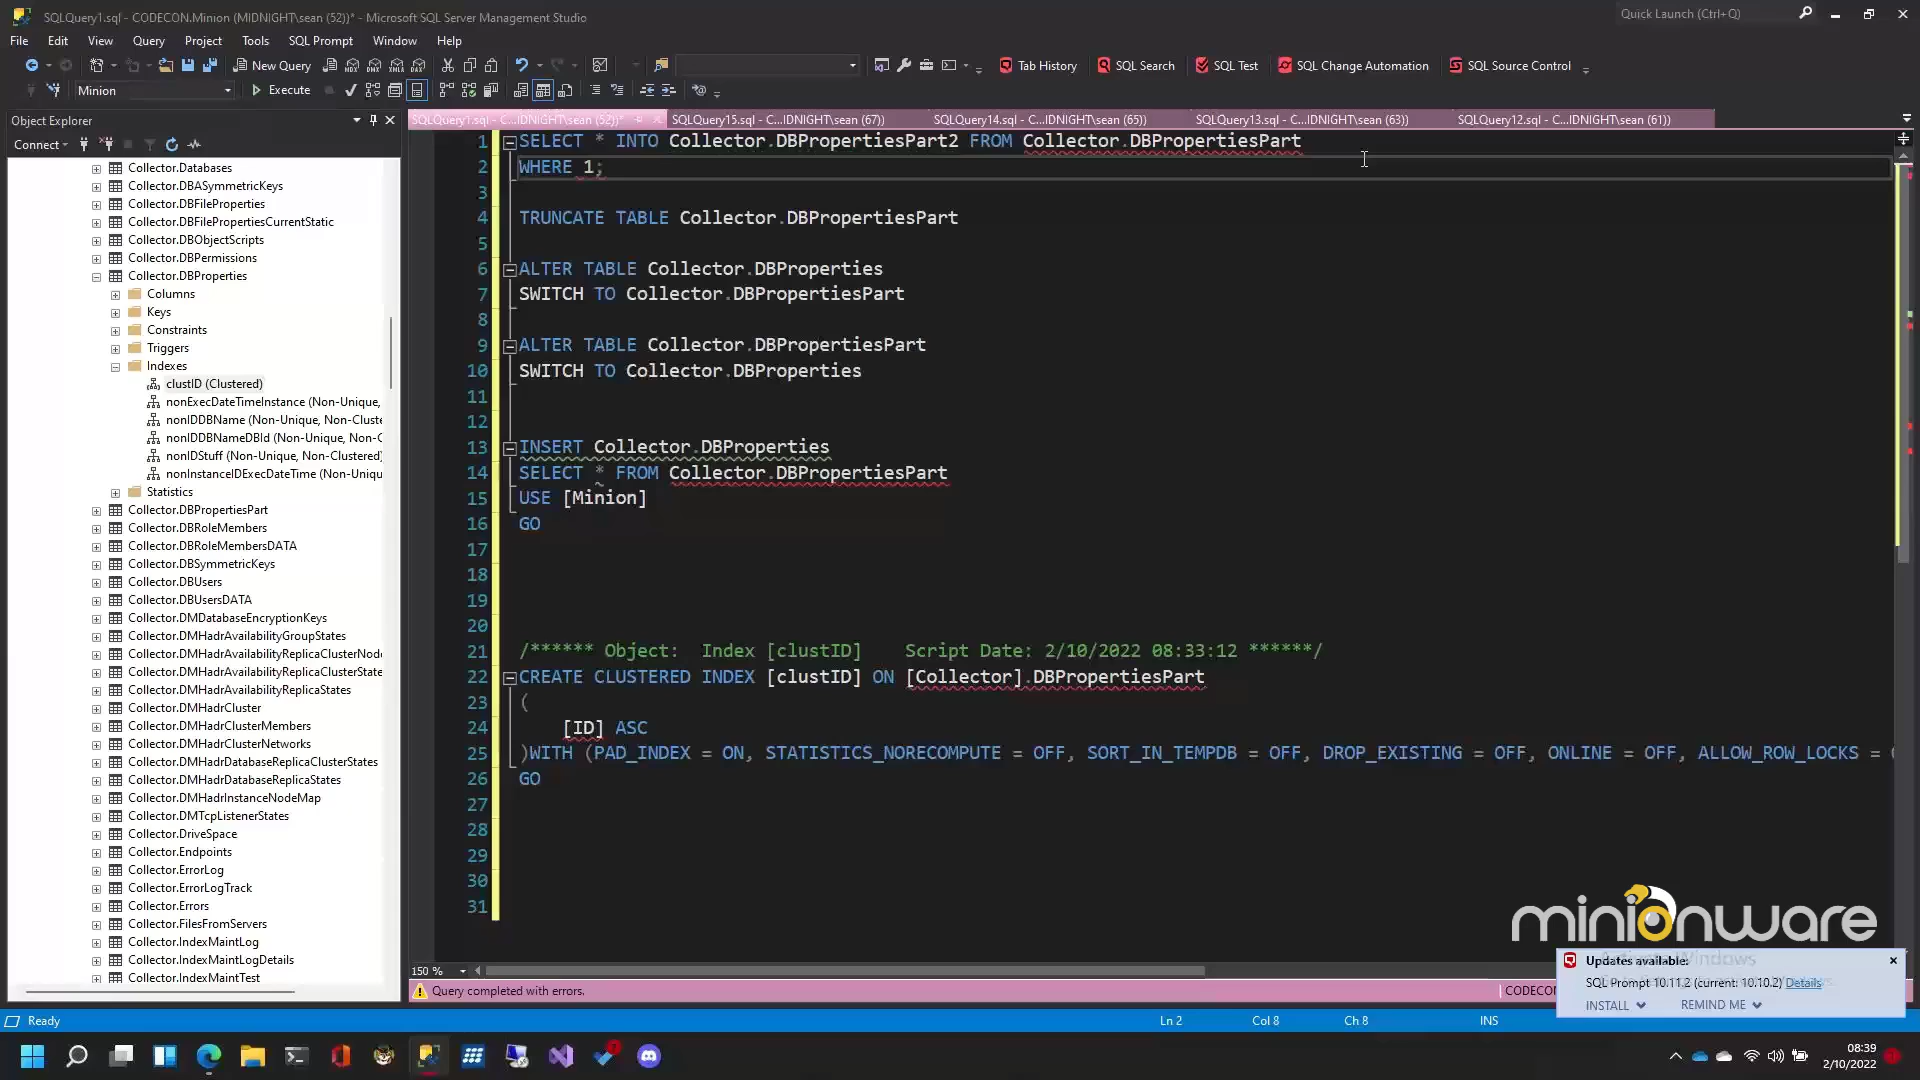 SQLQuery1.sql - CODECON.Minion (MIDNIGHT\sean (52))* - Microsoft SQL Server Management Studio
Quick Launch (Ctrl+Q)
File Edit View Query Project Tools SQL Prompt Window Help
New Query
Tab History SQL Search SQL Test SQL Change Automation SQL Source Control
Minion
Execute
Object Explorer
SQLQuery1.sql - C...IDNIGHT\sean (52))* SQLQuery15.sql - C...IDNIGHT\sean (67)) SQLQuery14.sql - C...IDNIGHT\sean (65)) SQLQuery13.sql - C...IDNIGHT\sean (63)) SQLQuery12.sql - C...IDNIGHT\sean (61))
Connect
Collector.Databases
Collector.DBASymmetricKeys
Collector.DBFileProperties
Collector.DBFilePropertiesCurrentStatic
Collector.DBObjectScripts
Collector.DBPermissions
Collector.DBProperties
Columns
Keys
Constraints
Triggers
Indexes
clustID (Clustered)
nonExecDateTimeInstance (Non-Unique,
nonIDDBName (Non-Unique, Non-Cluste
nonIDDBNameDBId (Non-Unique, Non-C
nonIDStuff (Non-Unique, Non-Clustered)
nonInstanceIDExecDateTime (Non-Uniqu
Statistics
Collector.DBPropertiesPart
Collector.DBRoleMembers
Collector.DBRoleMembersDATA
Collector.DBSymmetricKeys
Collector.DBUsers
Collector.DBUsersDATA
Collector.DMDatabaseEncryptionKeys
Collector.DMHadrAvailabilityGroupStates
Collector.DMHadrAvailabilityReplicaClusterNode
Collector.DMHadrAvailabilityReplicaClusterState
Collector.DMHadrAvailabilityReplicaStates
Collector.DMHadrCluster
Collector.DMHadrClusterMembers
Collector.DMHadrClusterNetworks
Collector.DMHadrDatabaseReplicaClusterStates
Collector.DMHadrDatabaseReplicaStates
Collector.DMHadrInstanceNodeMap
Collector.DMTcpListenerStates
Collector.DriveSpace
Collector.Endpoints
Collector.ErrorLog
Collector.ErrorLogTrack
Collector.Errors
Collector.FilesFromServers
Collector.IndexMaintLog
Collector.IndexMaintLogDetails
Collector.IndexMaintTest
1 SELECT * INTO Collector.DBPropertiesPart2 FROM Collector.DBPropertiesPart
2 WHERE 1;
3
4 TRUNCATE TABLE Collector.DBPropertiesPart
5
6 ALTER TABLE Collector.DBProperties
7 SWITCH TO Collector.DBPropertiesPart
8
9 ALTER TABLE Collector.DBPropertiesPart
10 SWITCH TO Collector.DBProperties
11
12
13 INSERT Collector.DBProperties
14 SELECT * FROM Collector.DBPropertiesPart
15 USE [Minion]
16 GO
17
18
19
20
21 /****** Object: Index [clustID] Script Date: 2/10/2022 08:33:12 ******/
22 CREATE CLUSTERED INDEX [clustID] ON [Collector].DBPropertiesPart
23 (
24 [ID] ASC
25 )WITH (PAD_INDEX = ON, STATISTICS_NORECOMPUTE = OFF, SORT_IN_TEMPDB = OFF, DROP_EXISTING = OFF, ONLINE = OFF, ALLOW_ROW_LOCKS =
26 GO
27
28
29
30
31
minionware
150 %
Query completed with errors.
CODECON
Activate Windows
Updates available:
SQL Prompt 10.11.2 (current: 10.10.2) Details
INSTALL REMIND ME
Ready
Ln 2 Col 8 Ch 8 INS
08:39
2/10/2022